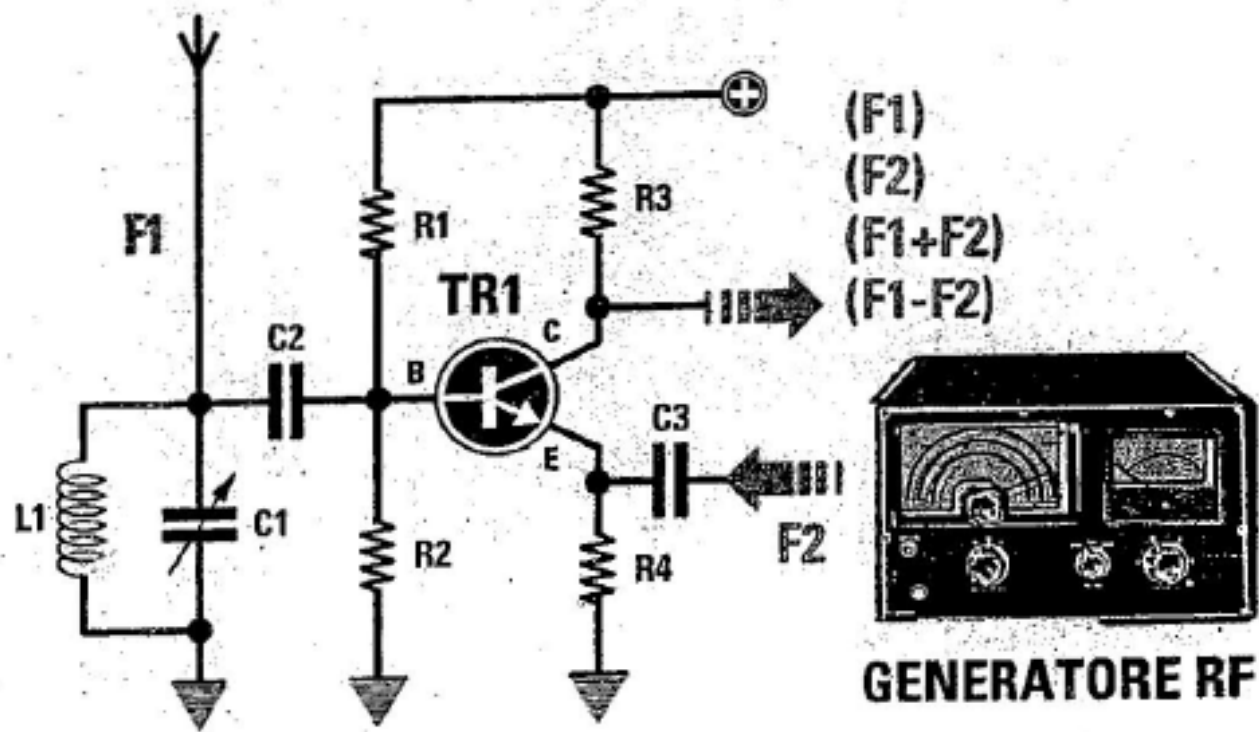 F1
R1
R3
(F1)
(F2)
(F1+F2)
(F1-F2)
TR1
C2
B
C
E
C3
L1
C1
R2
R4
F2
GENERATORE RF